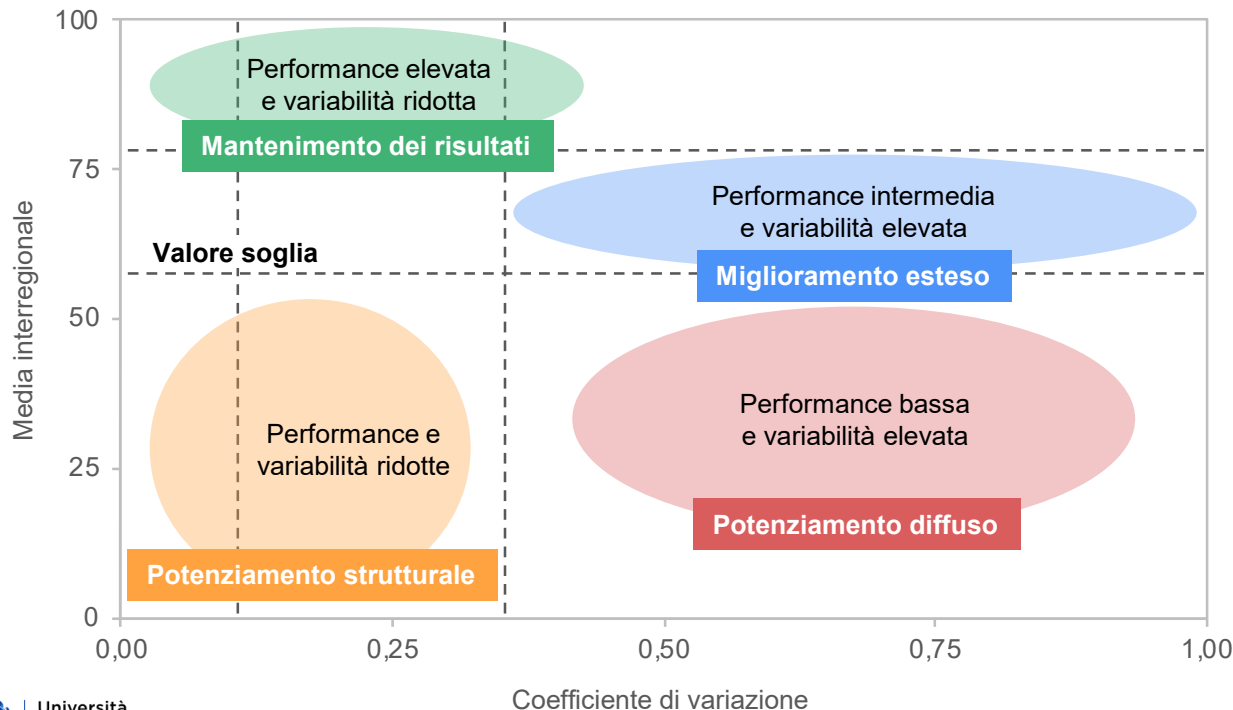 100
Performance elevata
e variabilità ridotta
Mantenimento dei risultati
75
Performance intermedia
e variabilità elevata
Valore soglia
Miglioramento esteso
50
Media interregionale
Performance bassa
e variabilità elevata
Performance e
variabilità ridotte
25
Potenziamento diffuso
Potenziamento strutturale
0
0,00
0,25
0,50
0,75
1,00
Coefficiente di variazione
Università